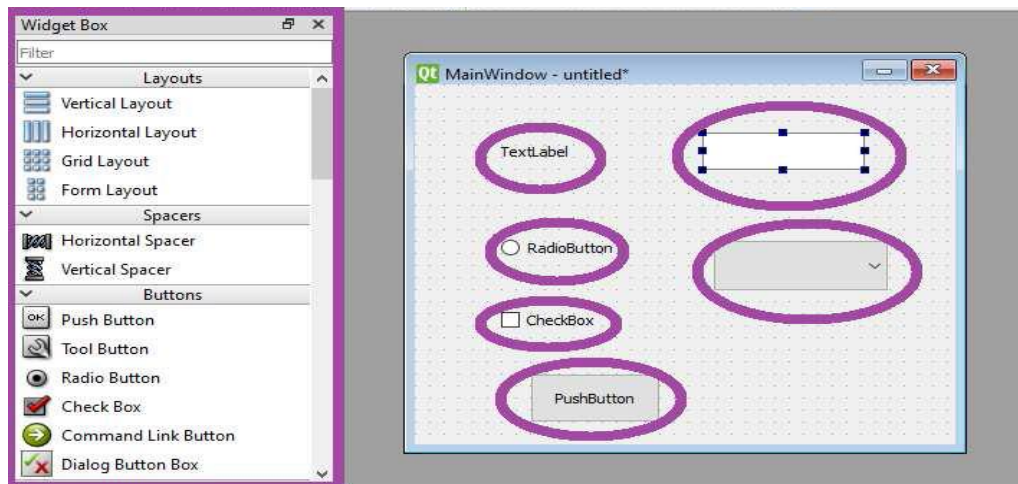 Widget Box
Filter
Layouts
Vertical Layout
Horizontal Layout
Grid Layout
Form Layout
Spacers
Horizontal Spacer
Vertical Spacer
Buttons
OK Push Button
Tool Button
Radio Button
Check Box
Command Link Button
Dialog Button Box
Qt MainWindow - untitled*
TextLabel
RadioButton
CheckBox
PushButton